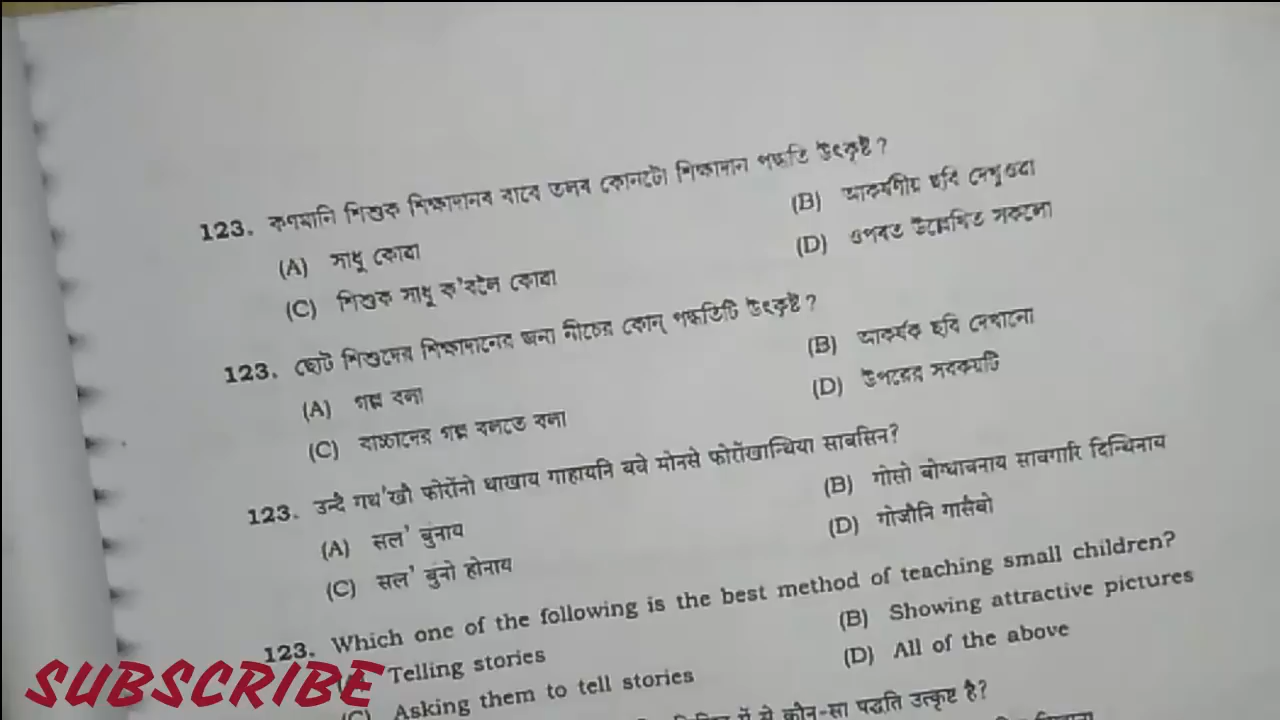 123. কণমানি শিশুক শিক্ষাদানৰ বাবে তলৰ কোনটো শিক্ষাদান পদ্ধতি উৎকৃষ্ট?
(A) সাধু কোৱা
(B) আকৰ্ষণীয় ছবি দেখুওৱা
(C) শিশুক সাধু ক'বলৈ কোৱা
(D) ওপৰত উল্লেখিত সকলো
123. ছোট শিশুদের শিক্ষাদানের জন্য নীচের কোন্ পদ্ধতিটি উৎকৃষ্ট?
(A) গল্প বলা
(B) আকর্ষক ছবি দেখানো
(C) বাচ্চাদের গল্প বলতে বলা
(D) উপরের সবকয়টি
123. उन्दै गथ'खौ फोरोंनो थाखाय गाहायनि बबे मोनसे फोरोंखान्थिया साबसिन?
(A) सल' बुंनाय
(B) गोसो बोग्धाबनाय सावगारि दिन्थिनाय
(C) सल' बुंनो होनाय
(D) गोजौनि गासैबो
123. Which one of the following is the best method of teaching small children?
Telling stories
(B) Showing attractive pictures
(C) Asking them to tell stories
(D) All of the above
में से कौन-सा पद्धति उत्कृष्ट है?
SUBSCRIBE